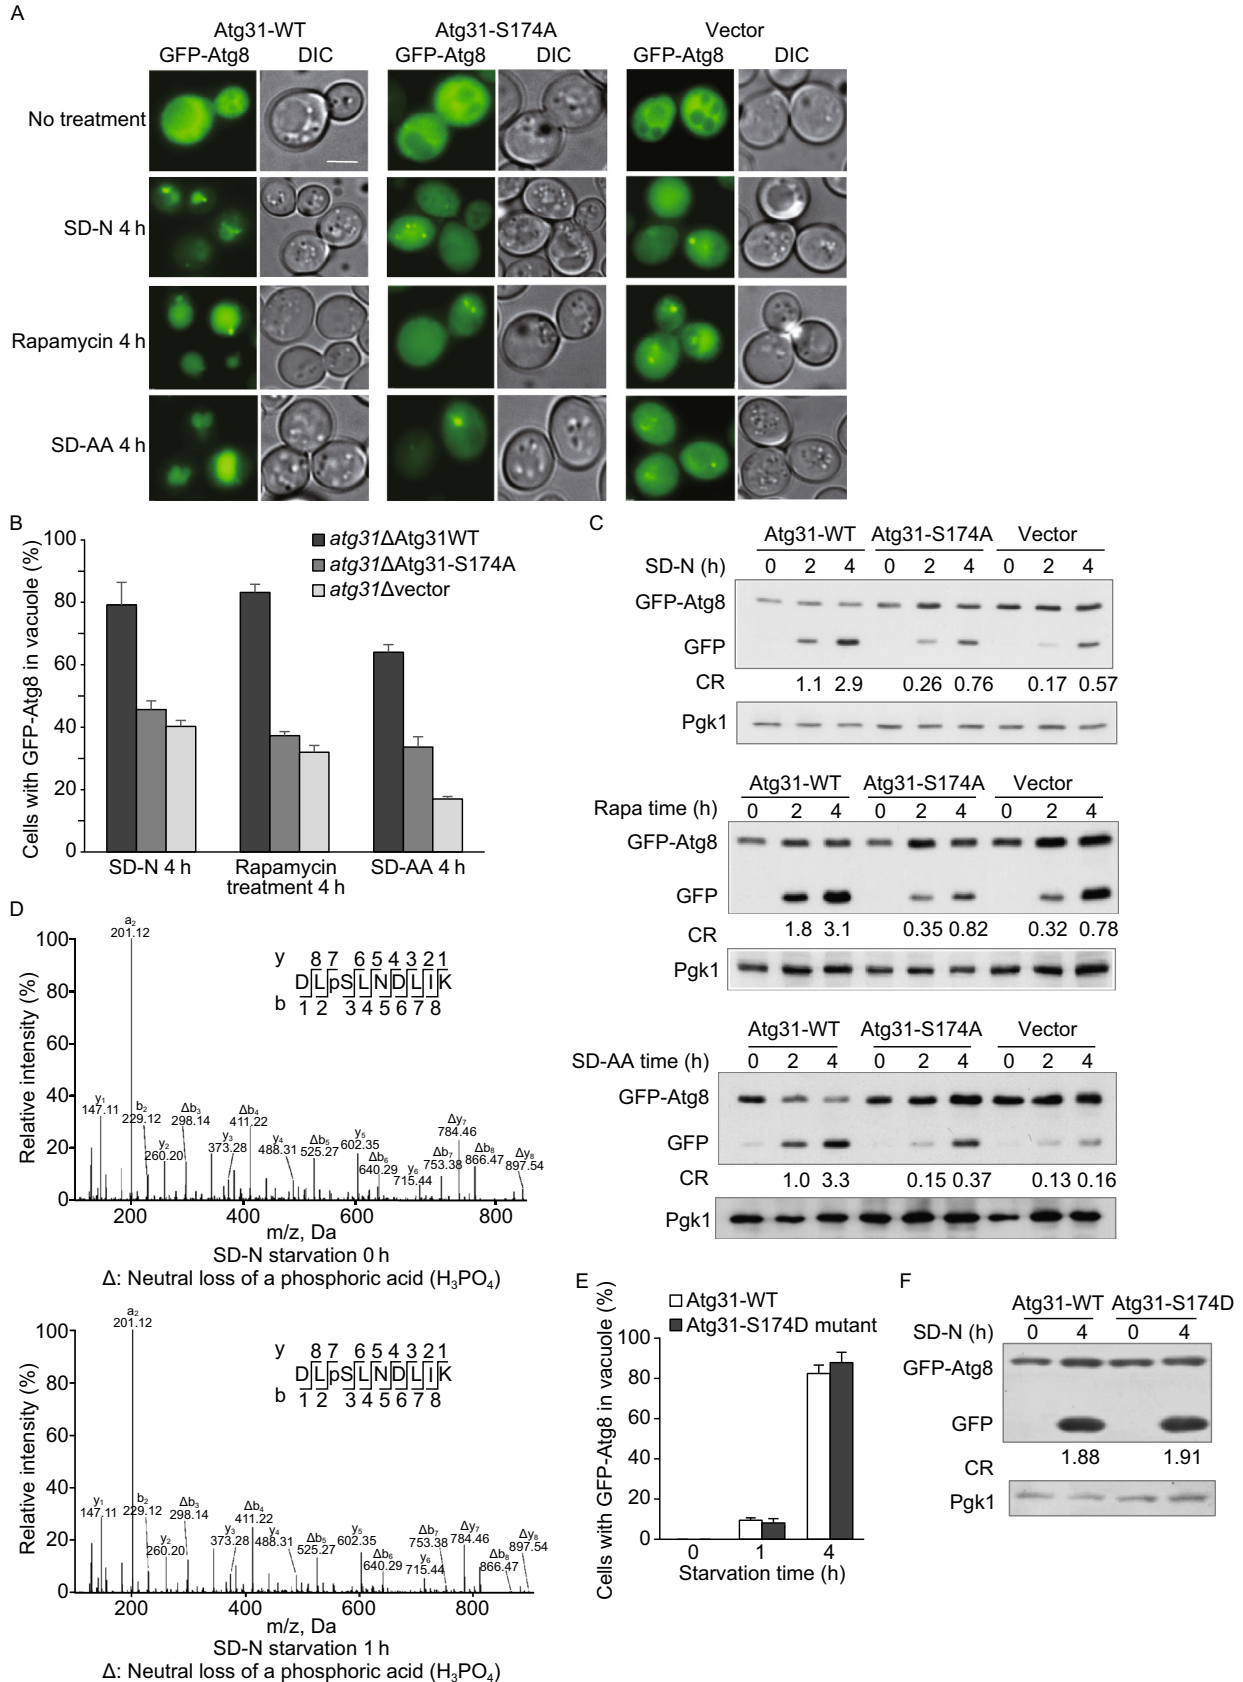 A
Atg31-WT Atg31-S174A Vector
GFP-Atg8 DIC GFP-Atg8 DIC GFP-Atg8 DIC
No treatment
SD-N 4 h
Rapamycin 4 h
SD-AA 4 h
B
Cells with GFP-Atg8 in vacuole (%)
100
80
60
40
20
0
atg31ΔAtg31WT
atg31ΔAtg31-S174A
atg31Δvector
SD-N 4 h Rapamycin treatment 4 h SD-AA 4 h
C
Atg31-WT Atg31-S174A Vector
SD-N (h) 0 2 4 0 2 4 0 2 4
GFP-Atg8
GFP
CR 1.1 2.9 0.26 0.76 0.17 0.57
Pgk1
Atg31-WT Atg31-S174A Vector
Rapa time (h) 0 2 4 0 2 4 0 2 4
GFP-Atg8
GFP
CR 1.8 3.1 0.35 0.82 0.32 0.78
Pgk1
Atg31-WT Atg31-S174A Vector
SD-AA time (h) 0 2 4 0 2 4 0 2 4
GFP-Atg8
GFP
CR 1.0 3.3 0.15 0.37 0.13 0.16
Pgk1
D
Relative intensity (%)
100
80
60
40
20
0
a₂
201.12
y 8 7 6 5 4 3 2 1
D L pS L N D L I K
b 1 2 3 4 5 6 7 8
y₁
147.11
b₂
229.12
y₂
260.20
Δb₃
298.14
y₃
373.28
Δb₄
411.22
y₄
488.31
Δb₅
525.27
y₅
602.35
Δb₆
640.29
y₆
715.44
Δb₇
753.38
Δy₇
784.46
Δb₈
866.47
Δy₈
897.54
200 400 600 800
m/z, Da
SD-N starvation 0 h
Δ: Neutral loss of a phosphoric acid (H₃PO₄)
Relative intensity (%)
100
80
60
40
20
0
a₂
201.12
y 8 7 6 5 4 3 2 1
D L pS L N D L I K
b 1 2 3 4 5 6 7 8
y₁
147.11
b₂
229.12
y₂
260.20
Δb₃
298.14
y₃
373.28
Δb₄
411.22
y₄
488.31
Δb₅
525.27
y₅
602.35
Δb₆
640.29
y₆
715.44
Δb₇
753.38
Δy₇
784.46
Δb₈
866.47
Δy₈
897.54
200 400 600 800
m/z, Da
SD-N starvation 1 h
Δ: Neutral loss of a phosphoric acid (H₃PO₄)
E
Cells with GFP-Atg8 in vacuole (%)
Atg31-WT
Atg31-S174D mutant
100
80
60
40
20
0
0 1 4
Starvation time (h)
F
Atg31-WT Atg31-S174D
SD-N (h) 0 4 0 4
GFP-Atg8
GFP
CR 1.88 1.91
Pgk1